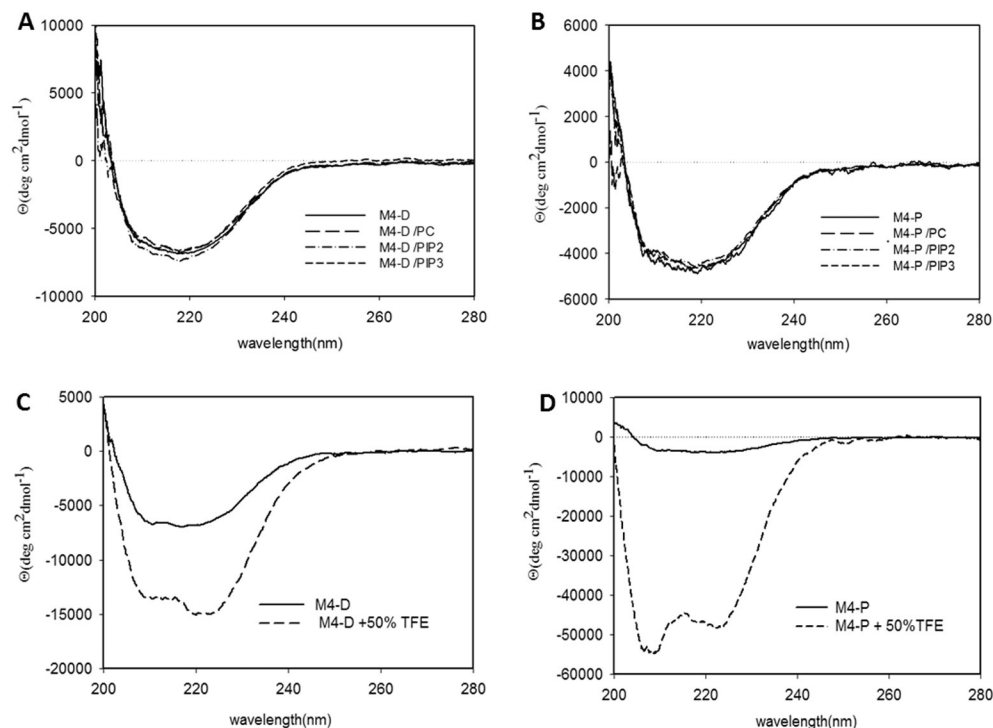 A
10000
5000
0
-5000
-10000
Θ(deg cm²dmol⁻¹)
M4-D
M4-D /PC
M4-D /PIP2
M4-D /PIP3
200 220 240 260 280
wavelength(nm)
B
6000
4000
2000
0
-2000
-4000
-6000
Θ(deg cm²dmol⁻¹)
M4-P
M4-P /PC
M4-P /PIP2
M4-P /PIP3
200 220 240 260 280
wavelength(nm)
C
5000
0
-5000
-10000
-15000
-20000
Θ(deg cm²dmol⁻¹)
M4-D
M4-D +50% TFE
200 220 240 260 280
wavelength(nm)
D
10000
0
-10000
-20000
-30000
-40000
-50000
-60000
Θ(deg cm²dmol⁻¹)
M4-P
M4-P + 50%TFE
200 220 240 260 280
wavelength(nm)